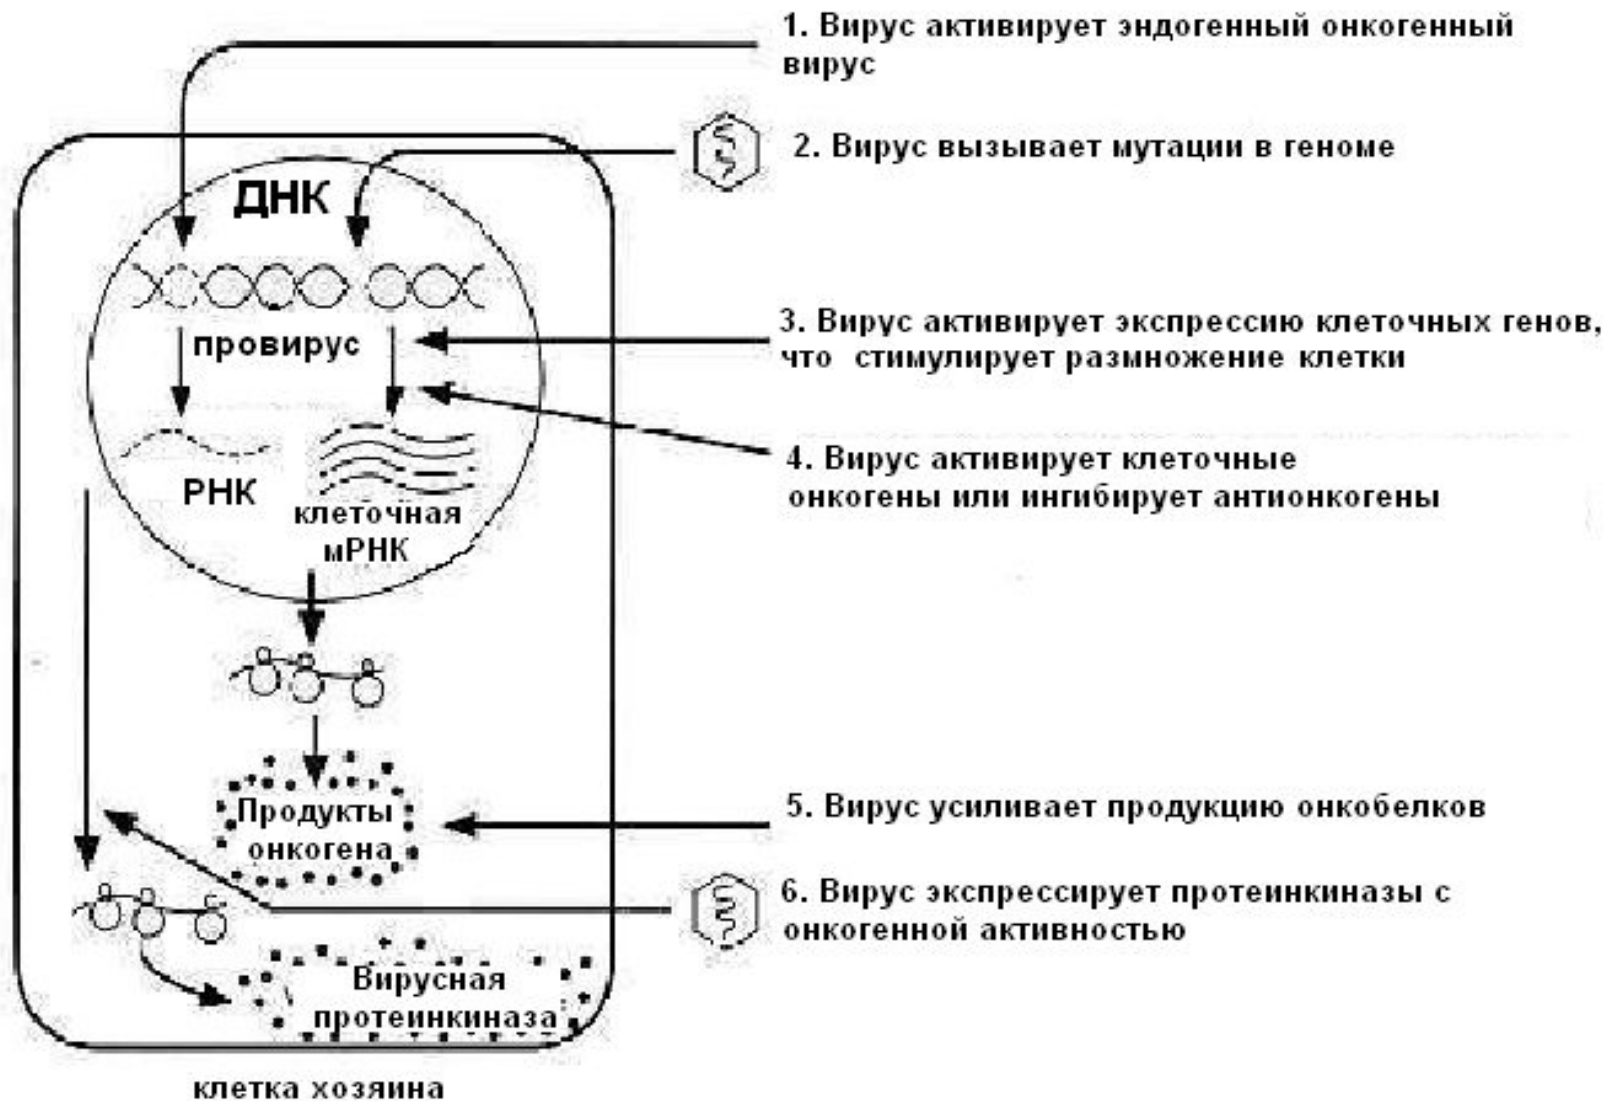 1. Вирус активирует эндогенный онкогенный
вирус
2. Вирус вызывает мутации в геноме
ДНК
провирус
3. Вирус активирует экспрессию клеточных генов,
что стимулирует размножение клетки
РНК
клеточная
мРНК
4. Вирус активирует клеточные
онкогены или ингибирует антионкогены
Продукты
онкогена
5. Вирус усиливает продукцию онкобелков
6. Вирус экспрессирует протеинкиназы с
онкогенной активностью
Вирусная
протеинкиназа
клетка хозяина